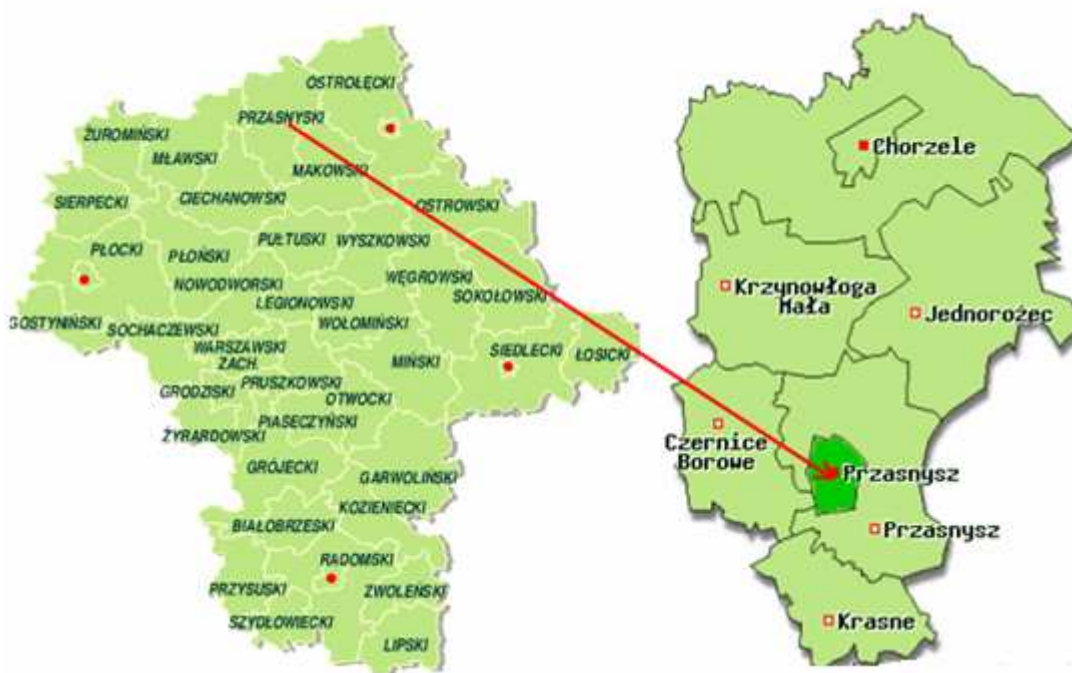 OSTROŁĘCKI
PRZASNYSKI
ŻUROMIŃSKI
MŁAWSKI
MAKOWSKI
SIERPECKI
CIECHANOWSKI
OSTROWSKI
PŁOCKI
PŁOŃSKI
PUŁTUSKI
WYSZKOWSKI
NOWODWORSKI
WĘGROWSKI
LEGIONOWSKI
SOKOŁOWSKI
GOSTYNIŃSKI
SOCHACZEWSKI
WOŁOMIŃSKI
WARSZAWSKI
ZACH.
MIŃSKI
SIEDLECKI
ŁOSICKI
GRODZISKI
PRUSZKOWSKI
OTWOCKI
PIASECZYŃSKI
ŻYRARDOWSKI
GRÓJECKI
GARWOLIŃSKI
KOZIENIECKI
BIAŁOBRZESKI
RADOMSKI
PRZYSUSKI
ZWOLEŃSKI
SZYDŁOWIECKI
LIPSKI
Chorzele
Krzynowłoga
Mała
Jednorożec
Czernice
Borowe
Przasnysz
Przasnysz
Krasne